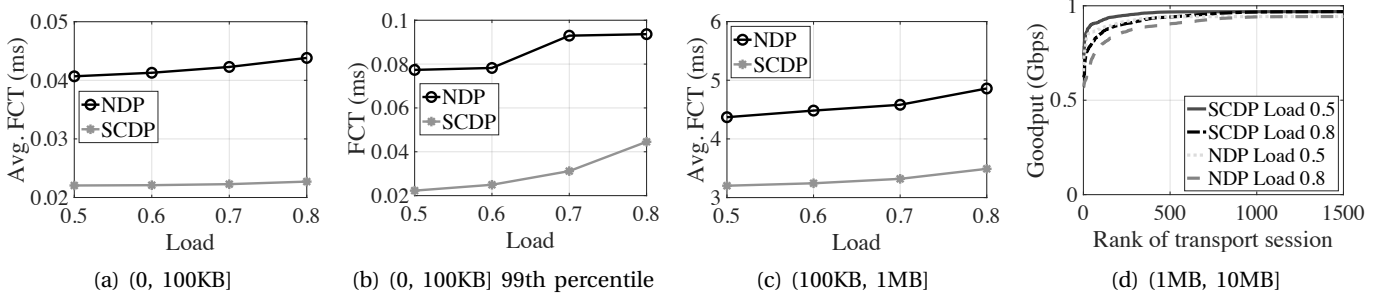 Avg. FCT (ms)
0.05
0.04
0.03
0.02
NDP
SCDP
0.5 0.6 0.7 0.8
Load
(a) (0, 100KB]
FCT (ms)
0.1
0.08
0.06
0.04
0.02
NDP
SCDP
0.5 0.6 0.7 0.8
Load
(b) (0, 100KB] 99th percentile
Avg. FCT (ms)
6
5
4
3
NDP
SCDP
0.5 0.6 0.7 0.8
Load
(c) (100KB, 1MB]
Goodput (Gbps)
1
0.5
0
SCDP Load 0.5
SCDP Load 0.8
NDP Load 0.5
NDP Load 0.8
0 500 1000 1500
Rank of transport session
(d) (1MB, 10MB]